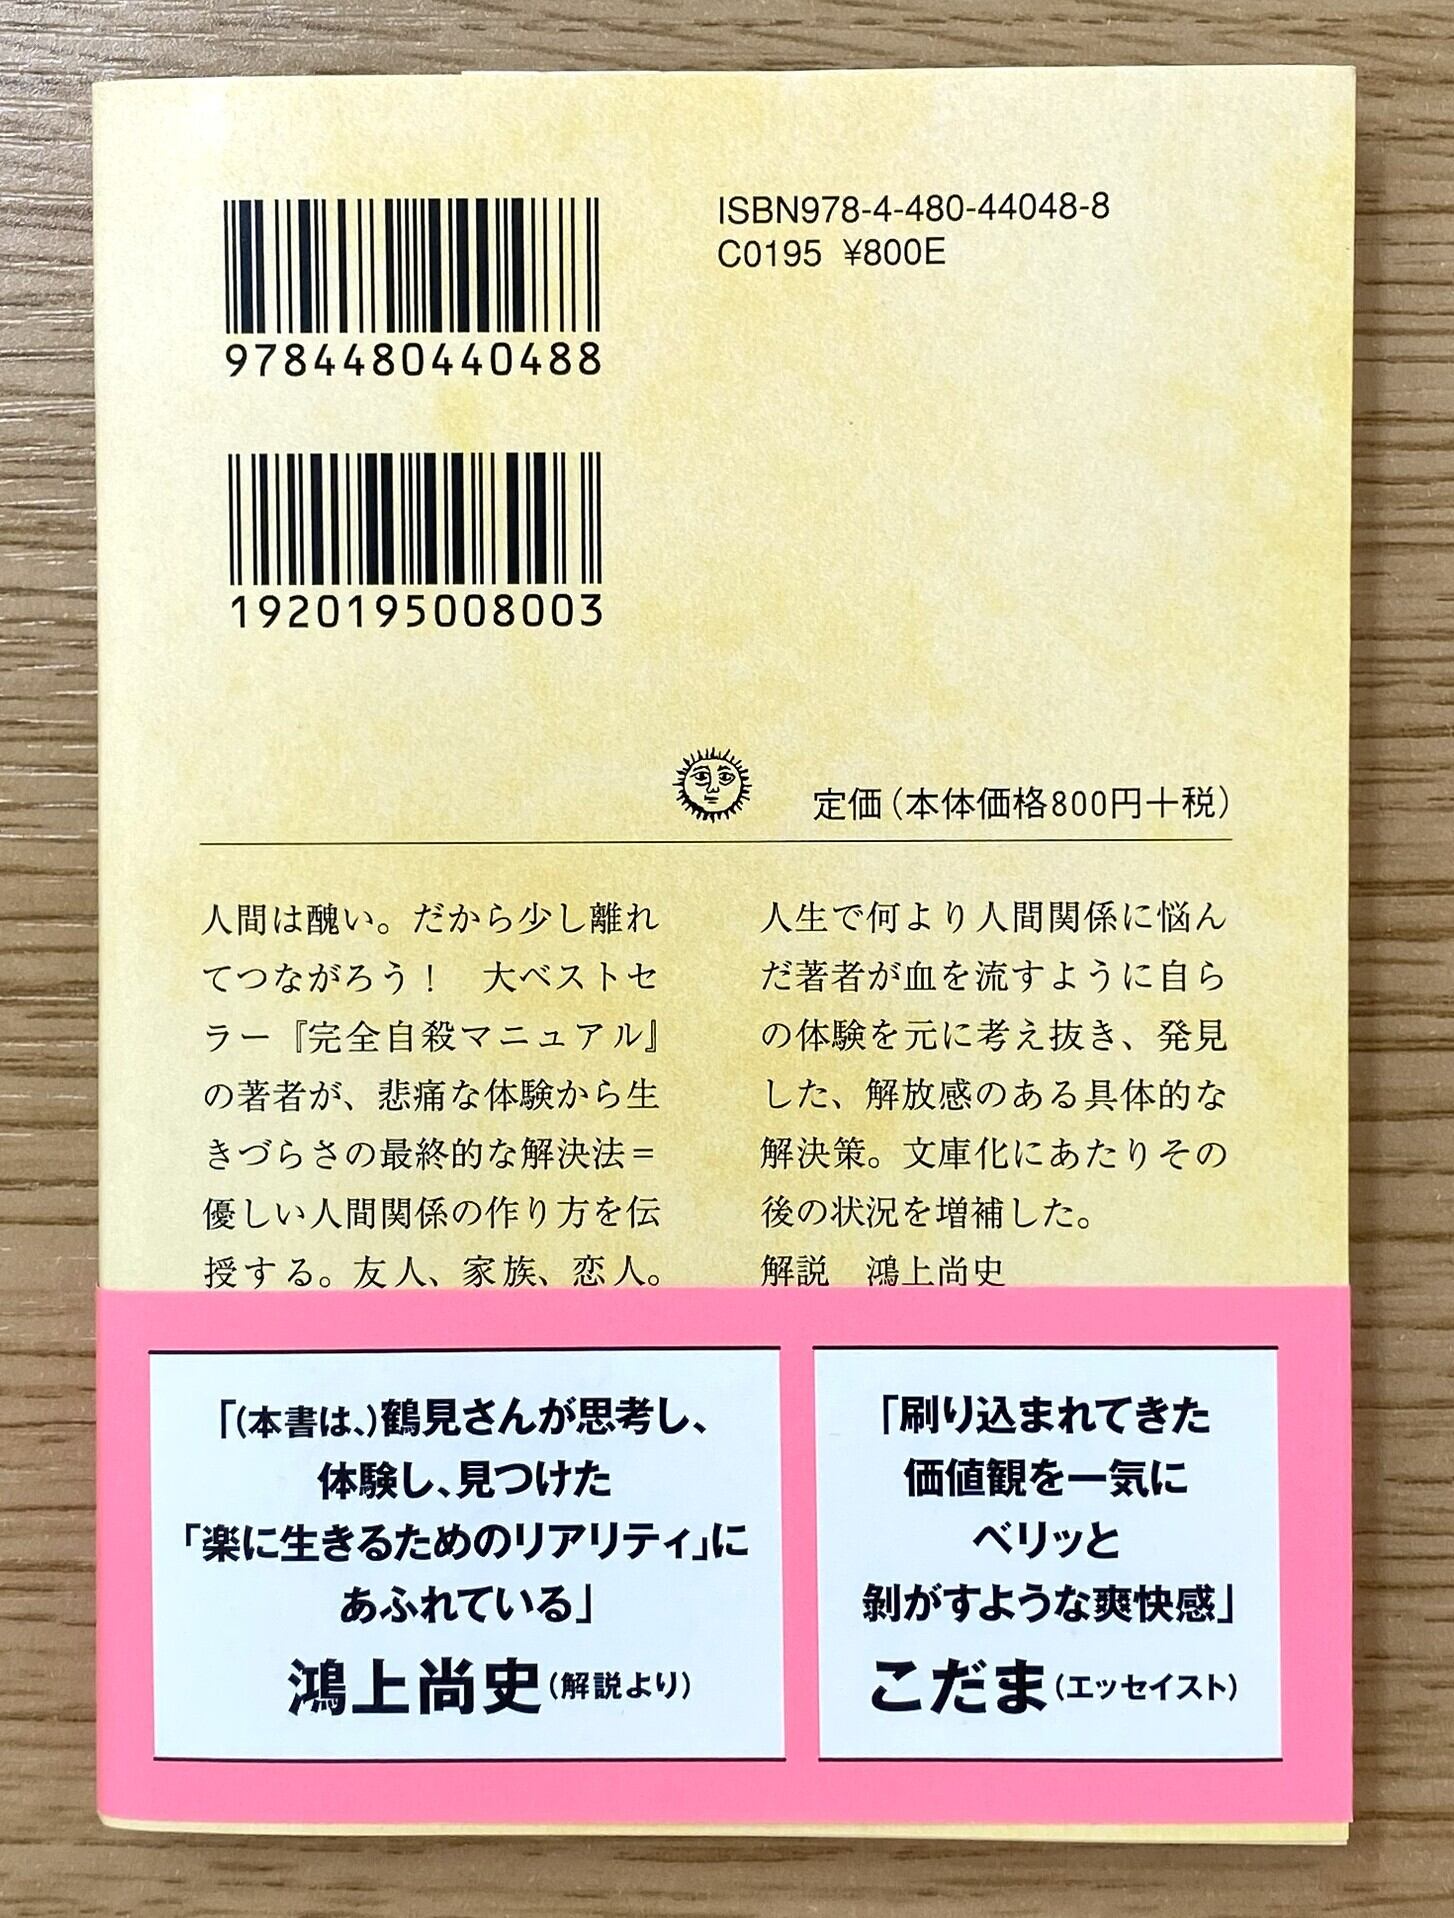 ISBN978-4-480-44048-8
C0195 ¥800E
9784480440488
1920195008003
定価(本体価格800円+税)
人間は醜い。だから少し離れ
てつながろう！　大ベストセ
ラー『完全自殺マニュアル』
の著者が、悲痛な体験から生
きづらさの最終的な解決法＝
優しい人間関係の作り方を伝
授する。友人、家族、恋人。
人生で何より人間関係に悩ん
だ著者が血を流すように自ら
の体験を元に考え抜き、発見
した、解放感のある具体的な
解決策。文庫化にあたりその
後の状況を増補した。
解説　鴻上尚史
「(本書は、)鶴見さんが思考し、
体験し、見つけた
「楽に生きるためのリアリティ」に
あふれている」
鴻上尚史(解説より)
「刷り込まれてきた
価値観を一気に
ベリッと
剝がすような爽快感」
こだま(エッセイスト)